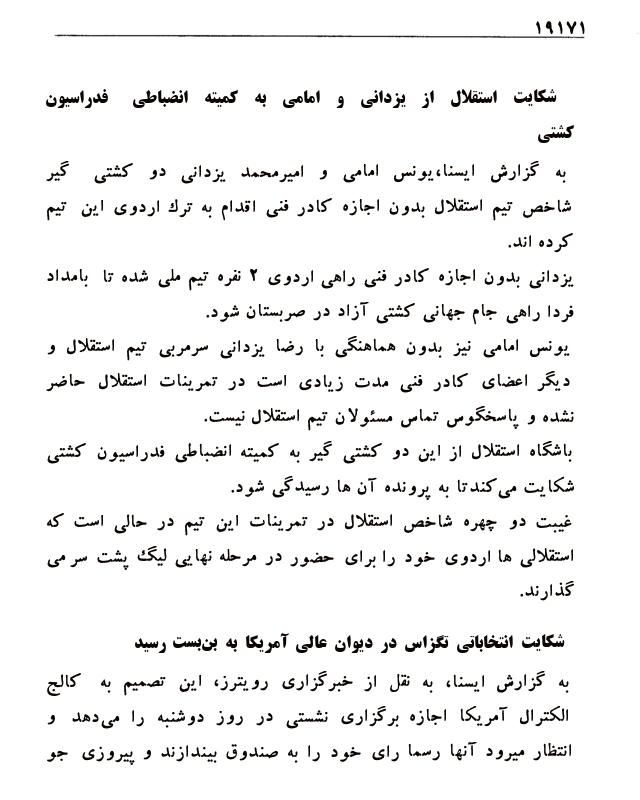 ۱۹۱۷۱
شکایت استقلال از یزدانی و امامی به کمیته انضباطی فدراسیون
کشتی
به گزارش ایسنا،یونس امامی و امیرمحمد یزدانی دو کشتی گیر
شاخص تیم استقلال بدون اجازه کادر فنی اقدام به ترک اردوی این تیم
کرده اند.
یزدانی بدون اجازه کادر فنی راهی اردوی ۲ نفره تیم ملی شده تا بامداد
فردا راهی جام جهانی کشتی آزاد در صربستان شود.
یونس امامی نیز بدون هماهنگی با رضا یزدانی سرمربی تیم استقلال و
دیگر اعضای کادر فنی مدت زیادی است در تمرینات استقلال حاضر
نشده و پاسخگوس تماس مسئولان تیم استقلال نیست.
باشگاه استقلال از این دو کشتی گیر به کمیته انضباطی فدراسیون کشتی
شکایت می‌کندتا به پرونده آن ها رسیدگی شود.
غیبت دو چهره شاخص استقلال در تمرینات این تیم در حالی است که
استقلالی ها اردوی خود را برای حضور در مرحله نهایی لیگ پشت سر می
گذارند.
شکایت انتخاباتی تگزاس در دیوان عالی آمریکا به بن‌بست رسید
به گزارش ایسنا، به نقل از خبرگزاری رویترز، این تصمیم به کالج
الکترال آمریکا اجازه برگزاری نشستی در روز دوشنبه را می‌دهد و
انتظار میرود آنها رسما رای خود را به صندوق بیندازند و پیروزی جو